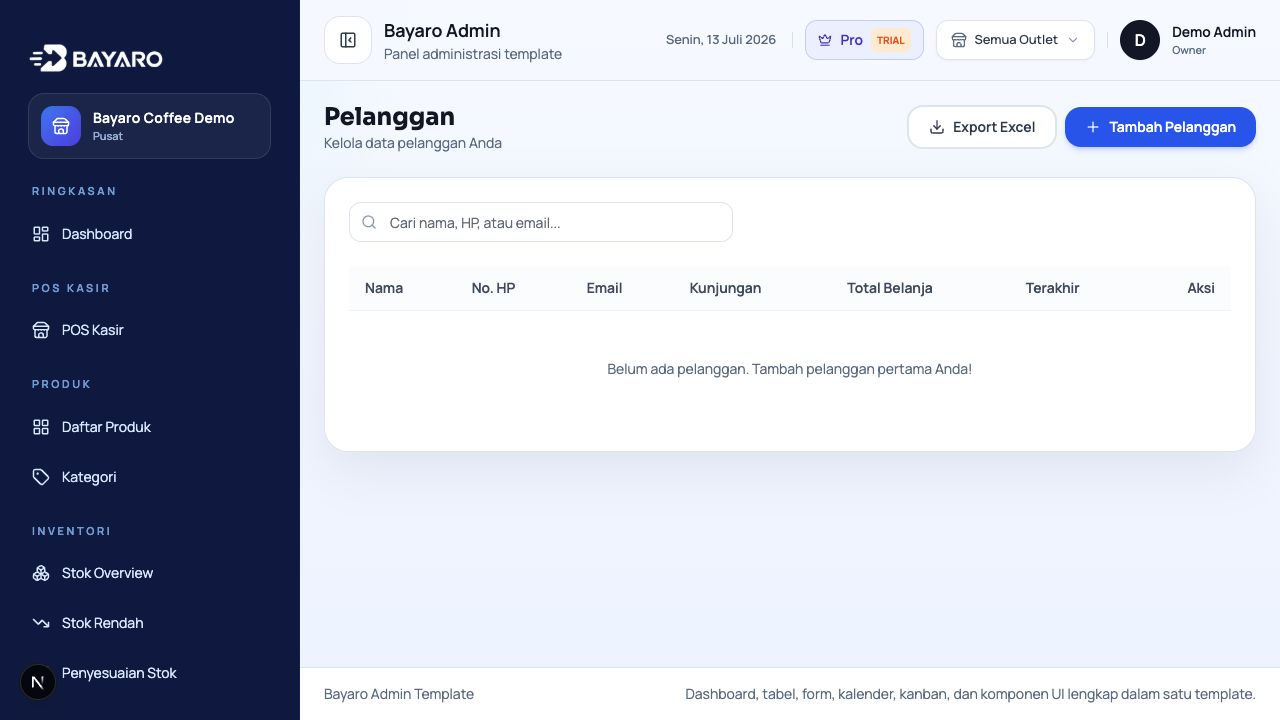 BAYARO
Bayaro Coffee Demo
Pusat
RINGKASAN
Dashboard
POS KASIR
POS Kasir
PRODUK
Daftar Produk
Kategori
INVENTORI
Stok Overview
Stok Rendah
Penyesuaian Stok
N
Bayaro Admin
Panel administrasi template
Senin, 13 Juli 2026
Pro TRIAL
Semua Outlet
D
Demo Admin
Owner
Pelanggan
Kelola data pelanggan Anda
Export Excel
Tambah Pelanggan
Cari nama, HP, atau email...
Nama No. HP Email Kunjungan Total Belanja Terakhir Aksi
Belum ada pelanggan. Tambah pelanggan pertama Anda!
Bayaro Admin Template
Dashboard, tabel, form, kalender, kanban, dan komponen UI lengkap dalam satu template.